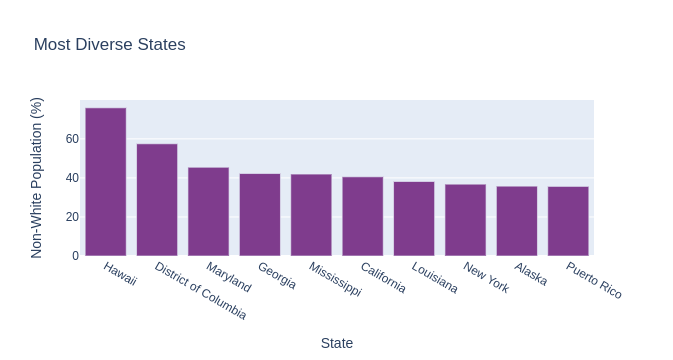 Most Diverse States
Non-White Population (%)
60
40
20
0
Hawaii
District of Columbia
Maryland
Georgia
Mississippi
California
Louisiana
New York
Alaska
Puerto Rico
State